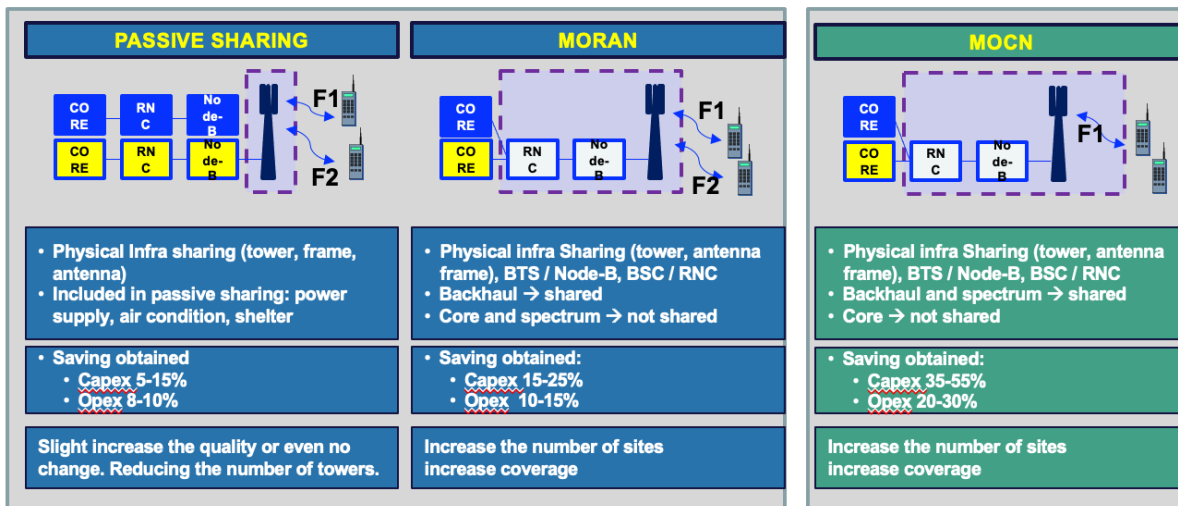 PASSIVE SHARING
CO
RE
RN
C
No
de-
B
CO
RE
RN
C
No
de-
B
F1
F2
• Physical Infra sharing (tower, frame,
antenna)
• Included in passive sharing: power
supply, air condition, shelter
• Saving obtained
• Capex 5-15%
• Opex 8-10%
Slight increase the quality or even no
change. Reducing the number of towers.
MORAN
CO
RE
CO
RE
RN
C
No
de-
B
F1
F2
• Physical infra Sharing (tower, antenna
frame), BTS / Node-B, BSC / RNC
• Backhaul → shared
• Core and spectrum → not shared
• Saving obtained:
• Capex 15-25%
• Opex 10-15%
Increase the number of sites
increase coverage
MOCN
CO
RE
CO
RE
RN
C
No
de-
B
F1
• Physical infra Sharing (tower, antenna
frame), BTS / Node-B, BSC / RNC
• Backhaul and spectrum → shared
• Core → not shared
• Saving obtained:
• Capex 35-55%
• Opex 20-30%
Increase the number of sites
increase coverage